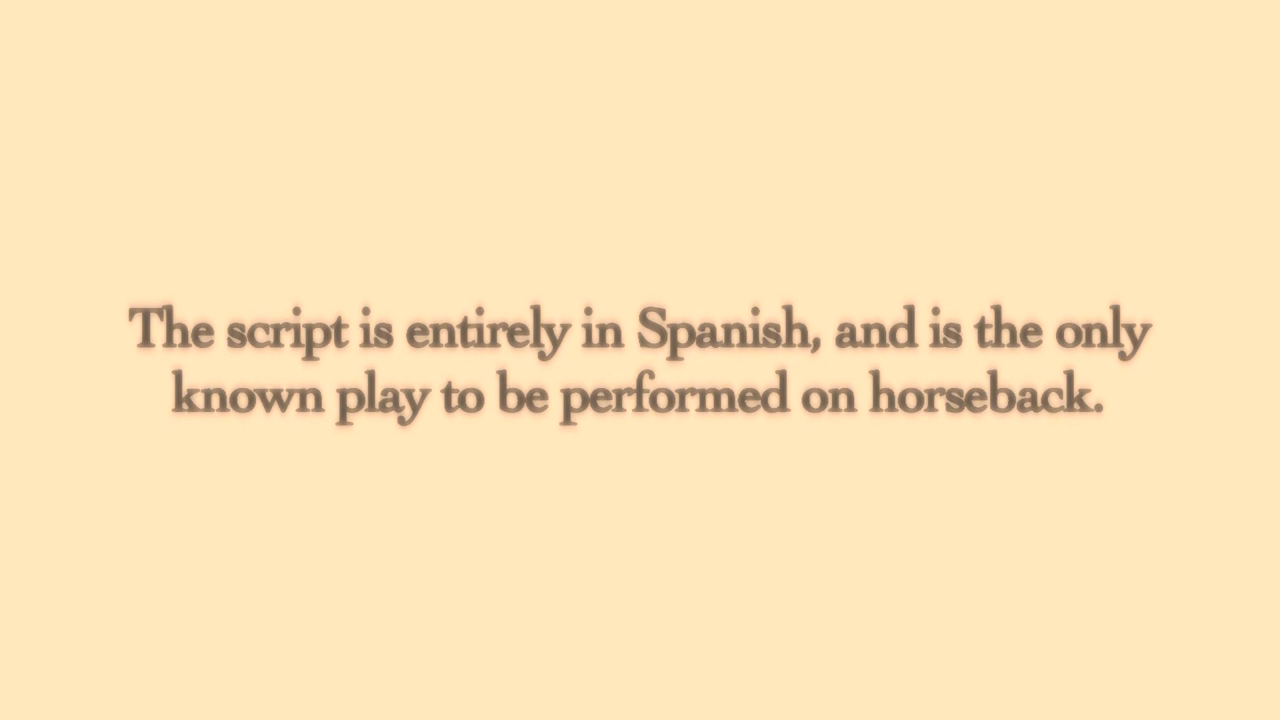 The script is entirely in Spanish, and is the only
known play to be performed on horseback.